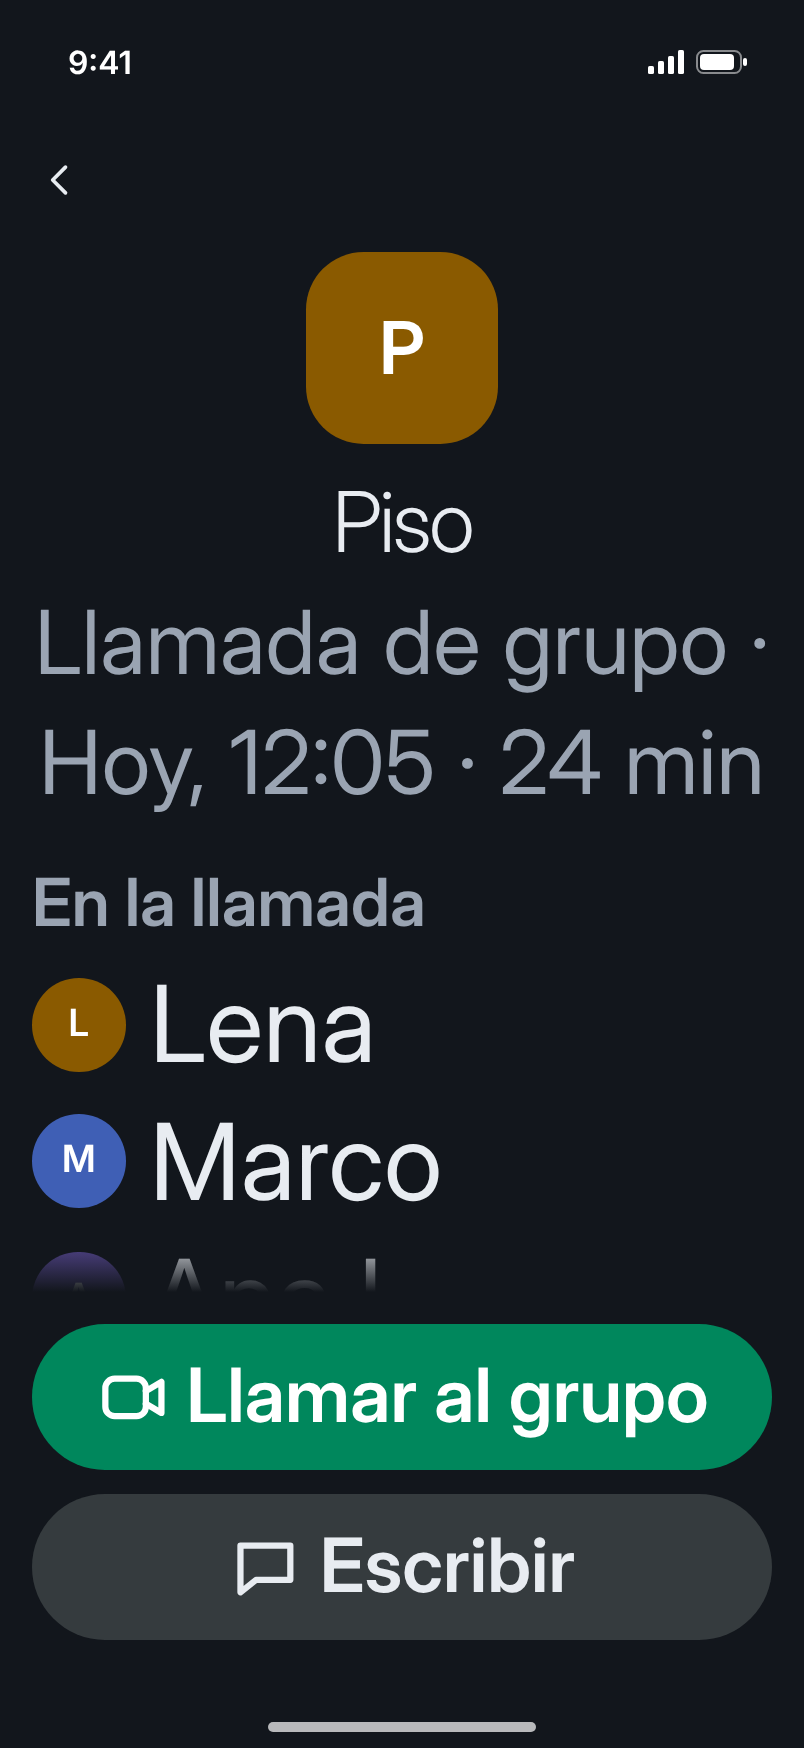 9:41
P
Piso
Llamada de grupo ·
Hoy, 12:05 · 24 min
En la llamada
L
Lena
M
Marco
Llamar al grupo
Escribir